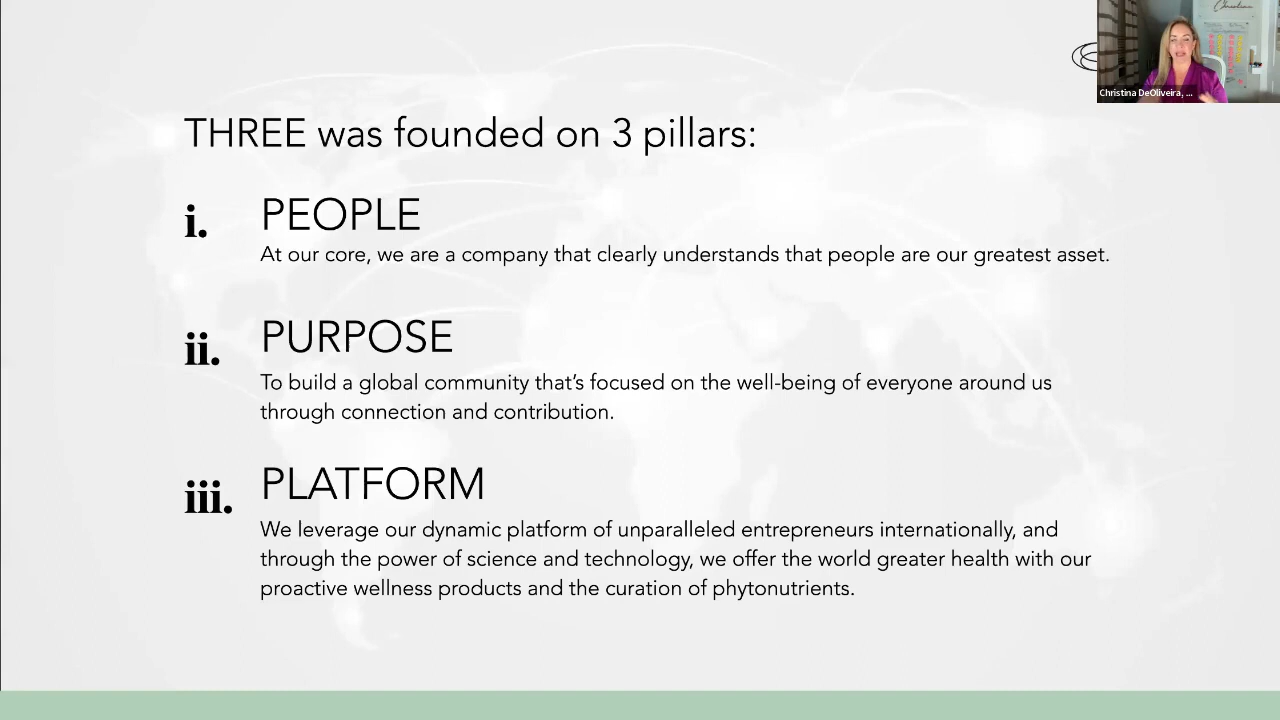 Christina
Christina DeOliveira, ...
THREE was founded on 3 pillars:
i. PEOPLE
At our core, we are a company that clearly understands that people are our greatest asset.
ii. PURPOSE
To build a global community that’s focused on the well-being of everyone around us
through connection and contribution.
iii. PLATFORM
We leverage our dynamic platform of unparalleled entrepreneurs internationally, and
through the power of science and technology, we offer the world greater health with our
proactive wellness products and the curation of phytonutrients.